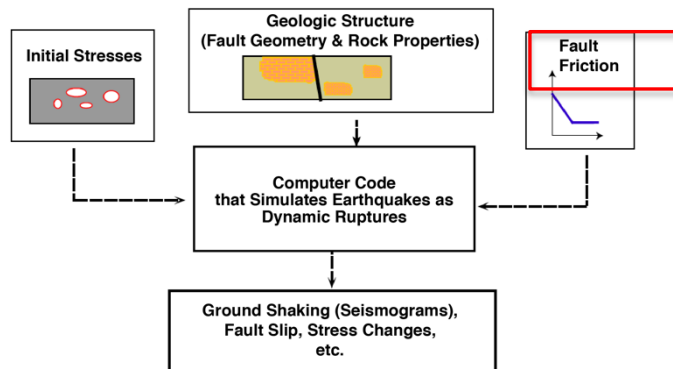 Initial Stresses
Geologic Structure
(Fault Geometry & Rock Properties)
Fault
Friction
Computer Code
that Simulates Earthquakes as
Dynamic Ruptures
Ground Shaking (Seismograms),
Fault Slip, Stress Changes,
etc.